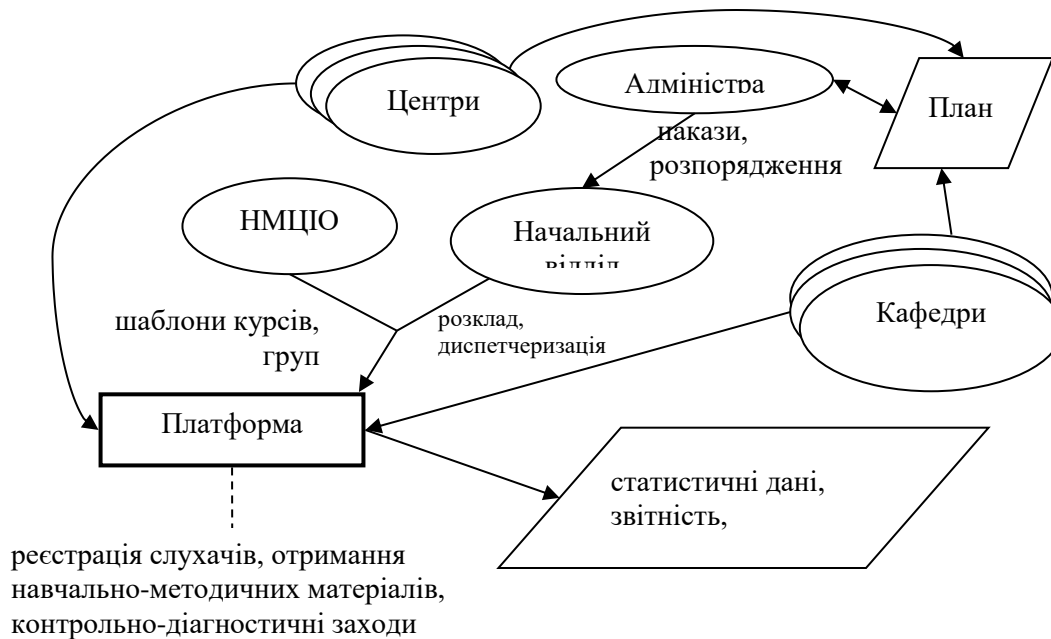 Центри
Адміністра
План
накази,
розпорядження
НМЦІО
Начальний
відділ
шаблони курсів,
груп
розклад,
диспетчеризація
Кафедри
Платформа
статистичні дані,
звітність,
реєстрація слухачів, отримання
навчально-методичних матеріалів,
контрольно-діагностичні заходи